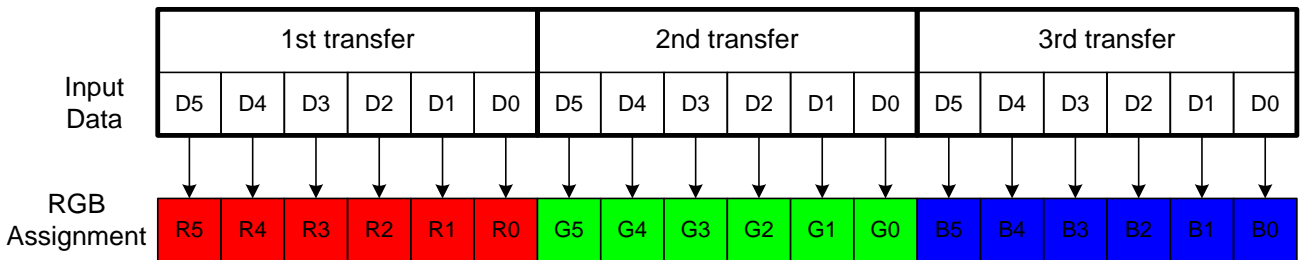 1st transfer 2nd transfer 3rd transfer
Input Data D5 D4 D3 D2 D1 D0 D5 D4 D3 D2 D1 D0 D5 D4 D3 D2 D1 D0
RGB Assignment R5 R4 R3 R2 R1 R0 G5 G4 G3 G2 G1 G0 B5 B4 B3 B2 B1 B0